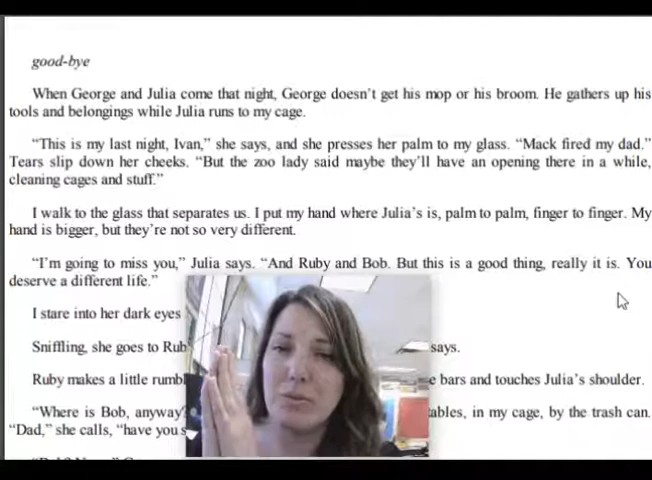 good-bye
When George and Julia come that night, George doesn't get his mop or his broom. He gathers up his
tools and belongings while Julia runs to my cage.
“This is my last night, Ivan,” she says, and she presses her palm to my glass. “Mack fired my dad.”
Tears slip down her cheeks. “But the zoo lady said maybe they’ll have an opening there in a while,
cleaning cages and stuff.”
I walk to the glass that separates us. I put my hand where Julia’s is, palm to palm, finger to finger. My
hand is bigger, but they’re not so very different.
“I’m going to miss you,” Julia says. “And Ruby and Bob. But this is a good thing, really it is. You
deserve a different life.”
I stare into her dark eyes
Sniffling, she goes to Rub says.
Ruby makes a little rumbl e bars and touches Julia’s shoulder.
“Where is Bob, anyway? ables, in my cage, by the trash can.
“Dad,” she calls, “have you s